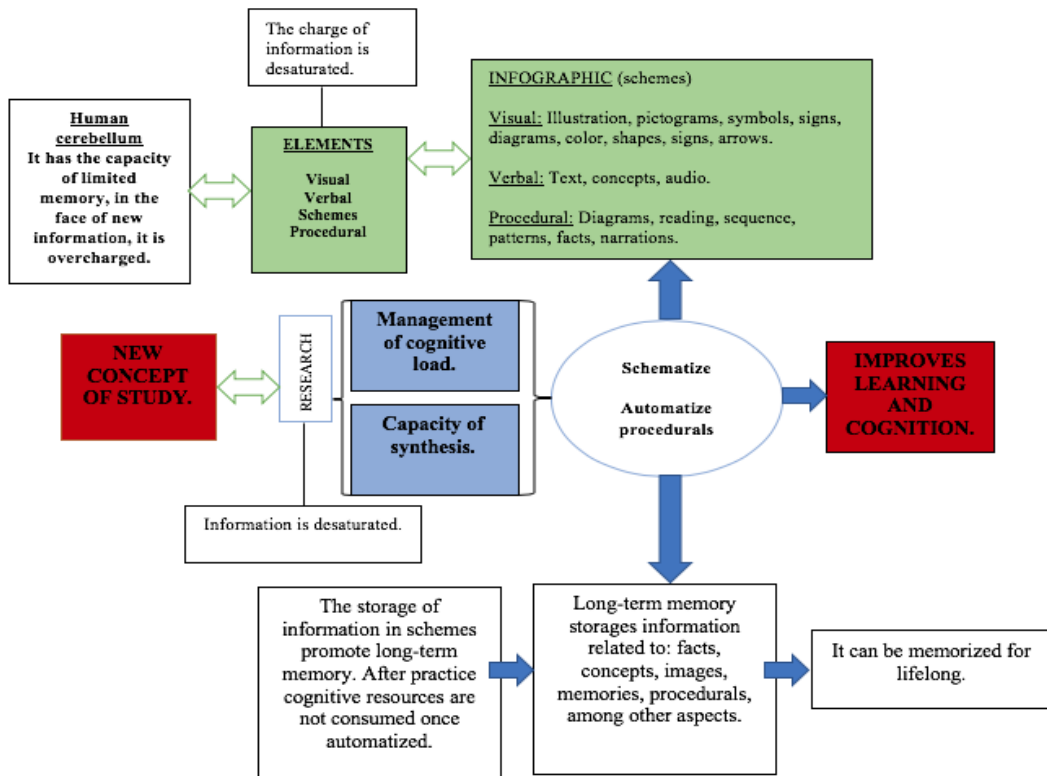 The charge of
information is
desaturated.
Human
cerebellum
It has the capacity
of limited
memory, in the
face of new
information, it is
overcharged.
ELEMENTS
Visual
Verbal
Schemes
Procedural
INFOGRAPHIC (schemes)
Visual: Illustration, pictograms, symbols, signs,
diagrams, color, shapes, signs, arrows.
Verbal: Text, concepts, audio.
Procedural: Diagrams, reading, sequence,
patterns, facts, narrations.
NEW
CONCEPT
OF STUDY.
RESEARCH
Management
of cognitive
load.
Capacity of
synthesis.
Schematize
Automatize
procedurals
IMPROVES
LEARNING
AND
COGNITION.
Information is desaturated.
The storage of
information in schemes
promote long-term
memory. After practice
cognitive resources are
not consumed once
automatized.
Long-term memory
storages information
related to: facts,
concepts, images,
memories, procedurals,
among other aspects.
It can be memorized for
lifelong.